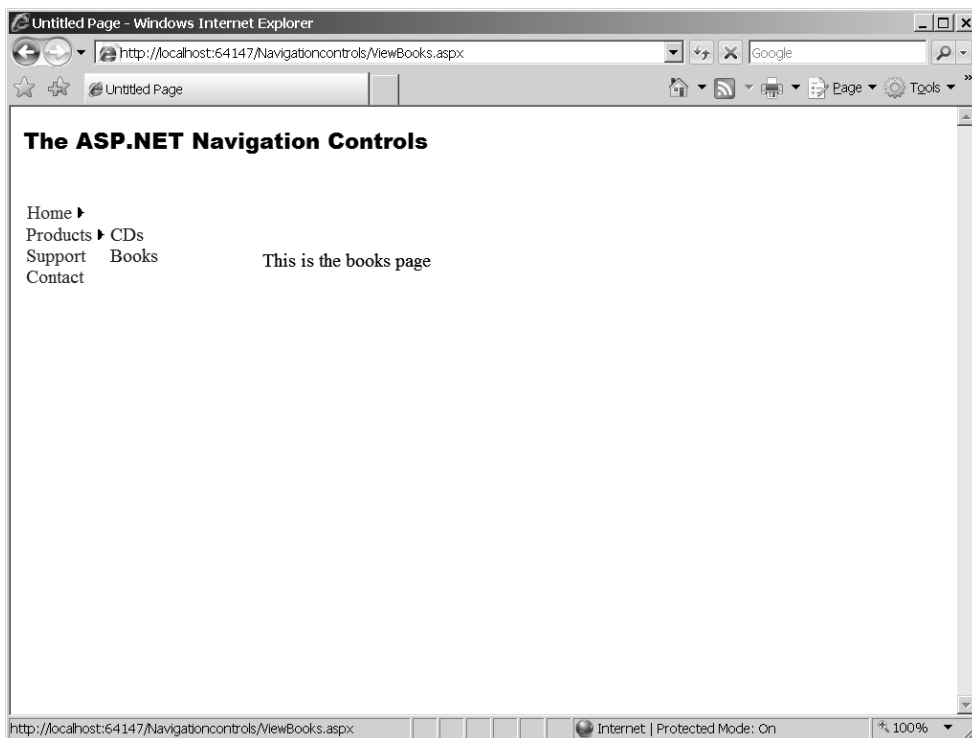 Untitled Page - Windows Internet Explorer
http://localhost:64147/Navigationcontrols/ViewBooks.aspx
Google
Untitled Page
Page
Tools
»
The ASP.NET Navigation Controls
Home
Products CDs
Support Books
This is the books page
Contact
http://localhost:64147/Navigationcontrols/ViewBooks.aspx
Internet | Protected Mode: On
100%